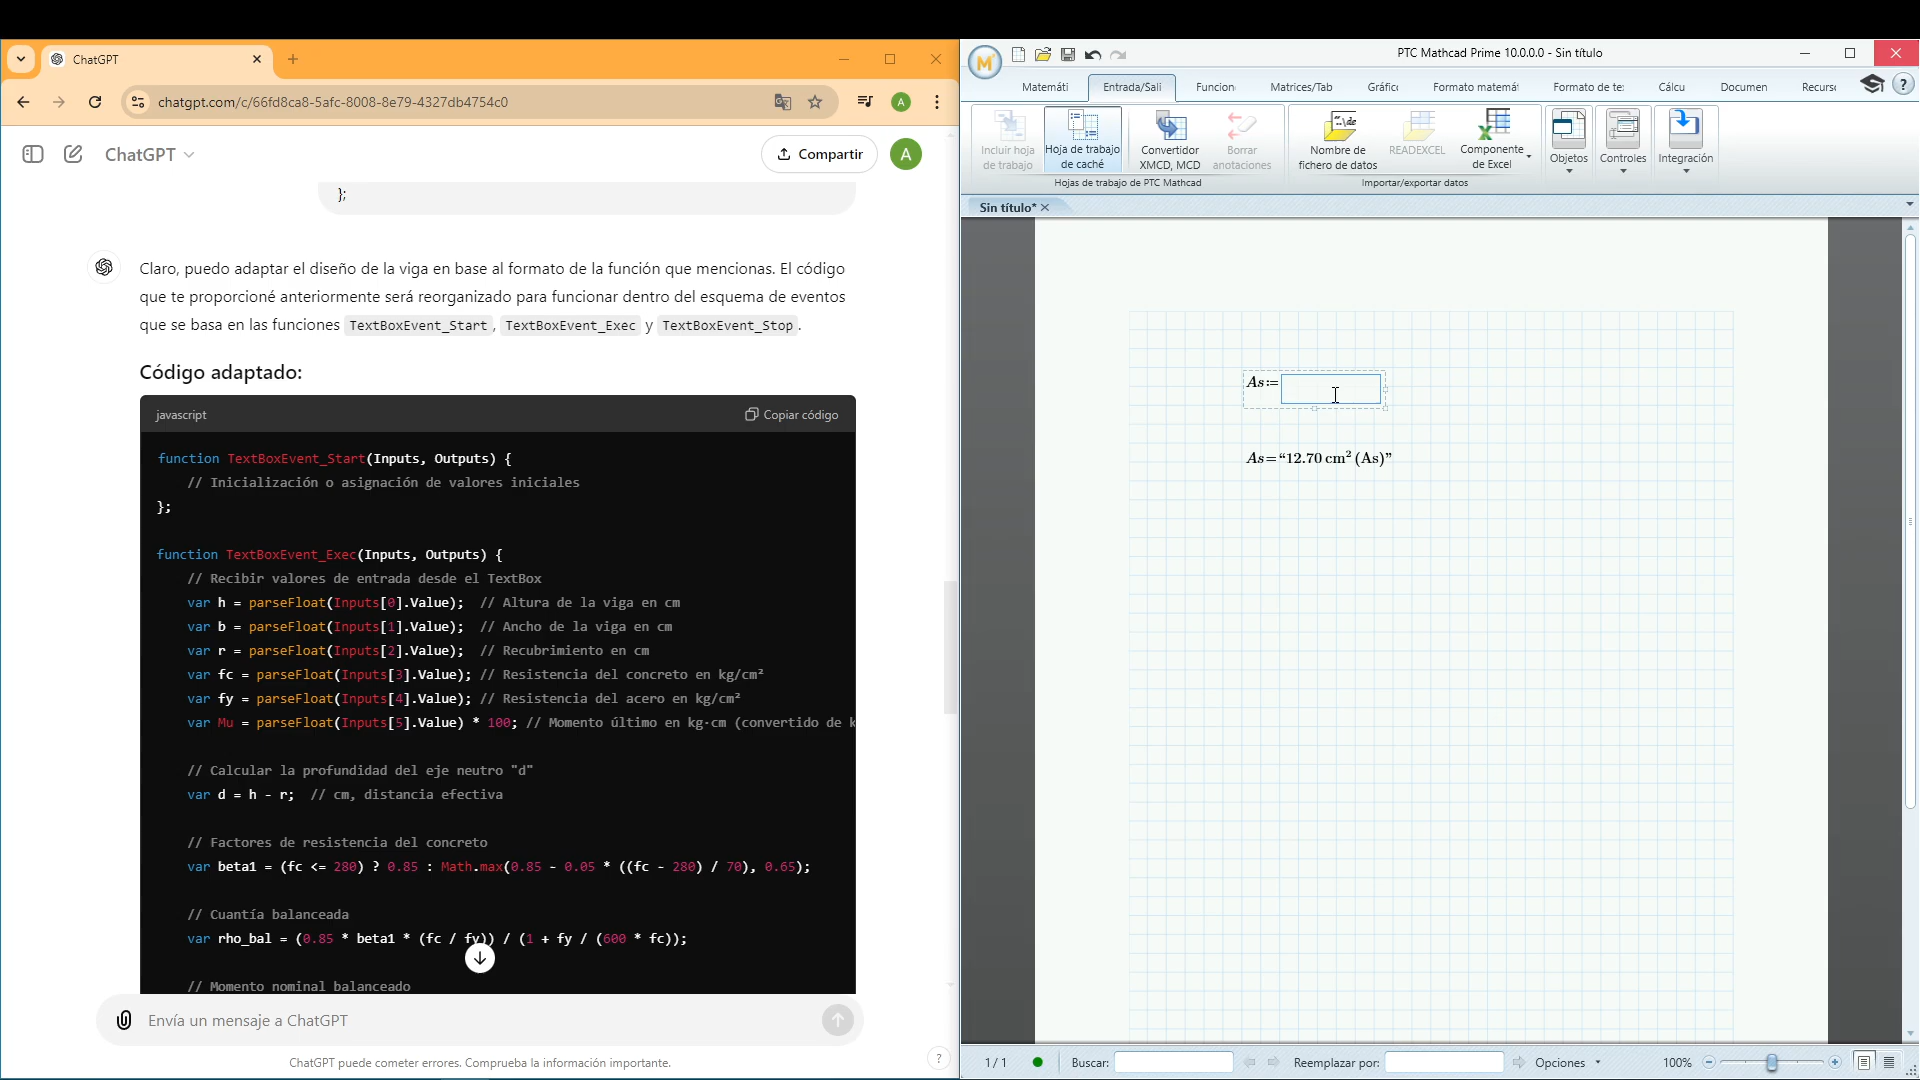 ChatGPT
chatgpt.com/c/66fd8ca8-5afc-8008-8e79-4327db4754c0
A
ChatGPT
Compartir
A
};
Claro, puedo adaptar el diseño de la viga en base al formato de la función que mencionas. El código
que te proporcioné anteriormente será reorganizado para funcionar dentro del esquema de eventos
que se basa en las funciones TextBoxEvent_Start, TextBoxEvent_Exec y TextBoxEvent_Stop.
Código adaptado:
javascript
Copiar código
function TextBoxEvent_Start(Inputs, Outputs) {
// Inicialización o asignación de valores iniciales
};
function TextBoxEvent_Exec(Inputs, Outputs) {
// Recibir valores de entrada desde el TextBox
var h = parseFloat(Inputs[0].Value); // Altura de la viga en cm
var b = parseFloat(Inputs[1].Value); // Ancho de la viga en cm
var r = parseFloat(Inputs[2].Value); // Recubrimiento en cm
var fc = parseFloat(Inputs[3].Value); // Resistencia del concreto en kg/cm²
var fy = parseFloat(Inputs[4].Value); // Resistencia del acero en kg/cm²
var Mu = parseFloat(Inputs[5].Value) * 100; // Momento último en kg-cm (convertido de k
// Calcular la profundidad del eje neutro "d"
var d = h - r; // cm, distancia efectiva
// Factores de resistencia del concreto
var beta1 = (fc <= 280) ? 0.85 : Math.max(0.85 - 0.05 * ((fc - 280) / 70), 0.65);
// Cuantía balanceada
var rho_bal = (0.85 * beta1 * (fc / fy)) / (1 + fy / (600 * fc));
// Momento nominal balanceado
Envía un mensaje a ChatGPT
ChatGPT puede cometer errores. Comprueba la información importante.
?
PTC Mathcad Prime 10.0.0.0 - Sin título
Matemáti
Entrada/Sali
Funcion
Matrices/Tab
Gráfic
Formato matemá
Formato de te:
Cálcu
Documen
Recurs
?
Incluir hoja
de trabajo
Hoja de trabajo
de caché
Convertidor
XMCD, MCD
Borrar
anotaciones
Nombre de
fichero de datos
READEXCEL
Componente
de Excel
Objetos
Controles
Integración
Hojas de trabajo de PTC Mathcad
Importar/exportar datos
Sin título*
As:=
As=“12.70 cm² (As)”
1 / 1
Buscar:
Reemplazar por:
Opciones
100%